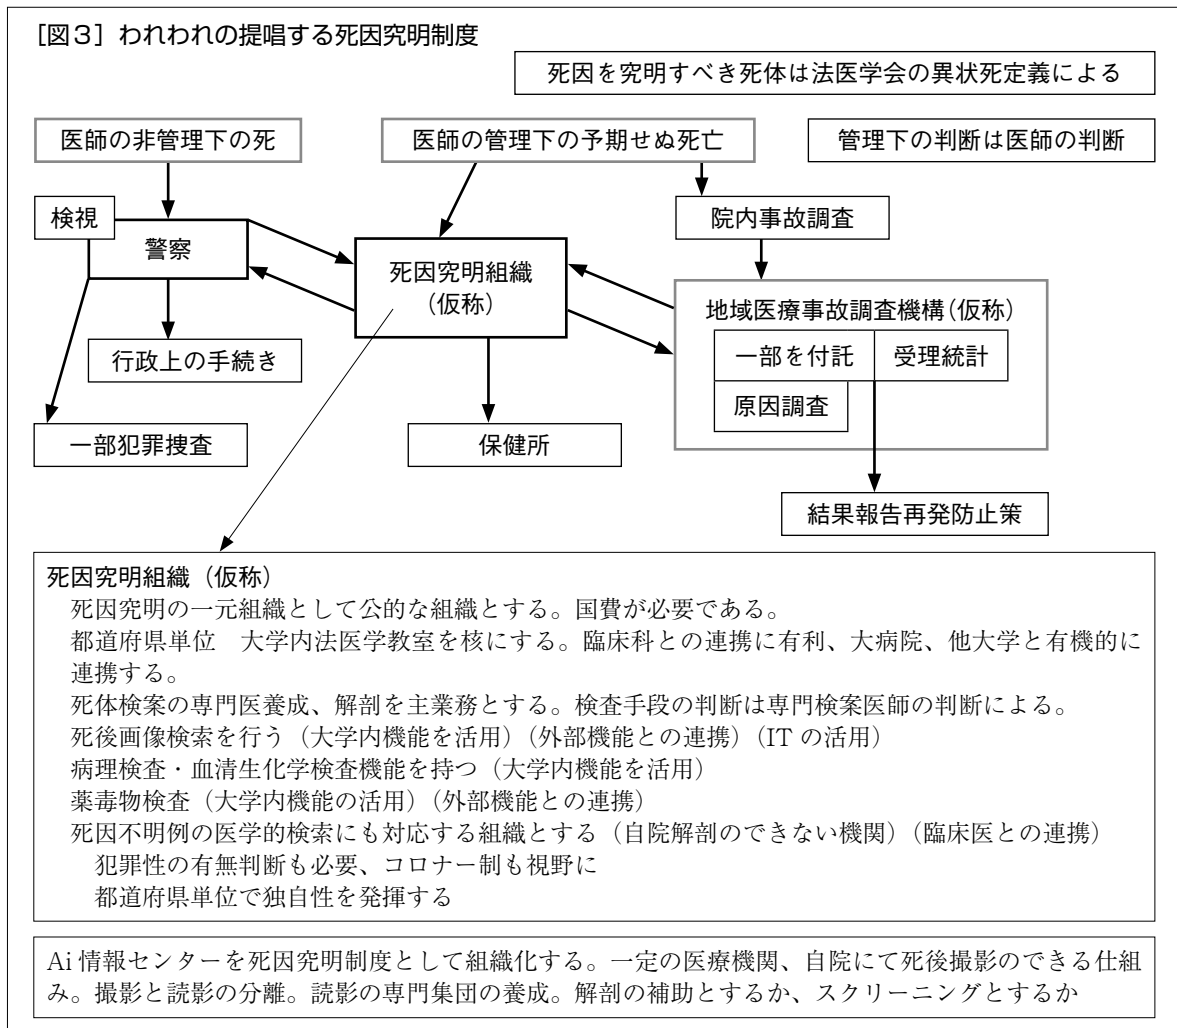 ［図３］われわれの提唱する死因究明制度
死因を究明すべき死体は法医学会の異状死定義による
医師の非管理下の死
医師の管理下の予期せぬ死亡
管理下の判断は医師の判断
検視
警察
死因究明組織
（仮称）
院内事故調査
地域医療事故調査機構（仮称）
一部を付託
受理統計
原因調査
行政上の手続き
一部犯罪捜査
保健所
結果報告再発防止策
死因究明組織（仮称）
死因究明の一元組織として公的な組織とする。国費が必要である。
都道府県単位　大学内法医学教室を核にする。臨床科との連携に有利、大病院、他大学と有機的に
連携する。
死体検案の専門医養成、解剖を主業務とする。検査手段の判断は専門検案医師の判断による。
死後画像検索を行う（大学内機能を活用）（外部機能との連携）（IT の活用）
病理検査・血清生化学検査機能を持つ（大学内機能を活用）
薬毒物検査（大学内機能の活用）（外部機能との連携）
死因不明例の医学的検索にも対応する組織とする（自院解剖のできない機関）（臨床医との連携）
犯罪性の有無判断も必要、コロナー制も視野に
都道府県単位で独自性を発揮する
Ai 情報センターを死因究明制度として組織化する。一定の医療機関、自院にて死後撮影のできる仕組
み。撮影と読影の分離。読影の専門集団の養成。解剖の補助とするか、スクリーニングとするか